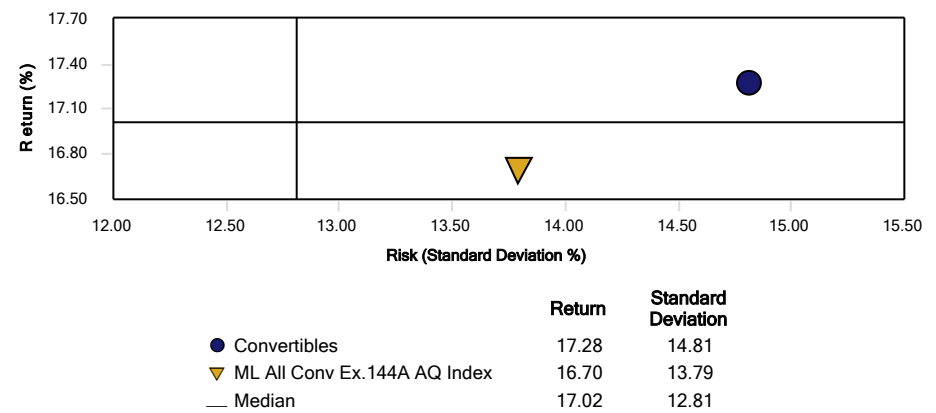 17.70
17.40
17.10
16.80
16.50
Return (%)
12.00 12.50 13.00 13.50 14.00 14.50 15.00 15.50
Risk (Standard Deviation %)
Return Standard Deviation
Convertibles 17.28 14.81
ML All Conv Ex.144A AQ Index 16.70 13.79
Median 17.02 12.81